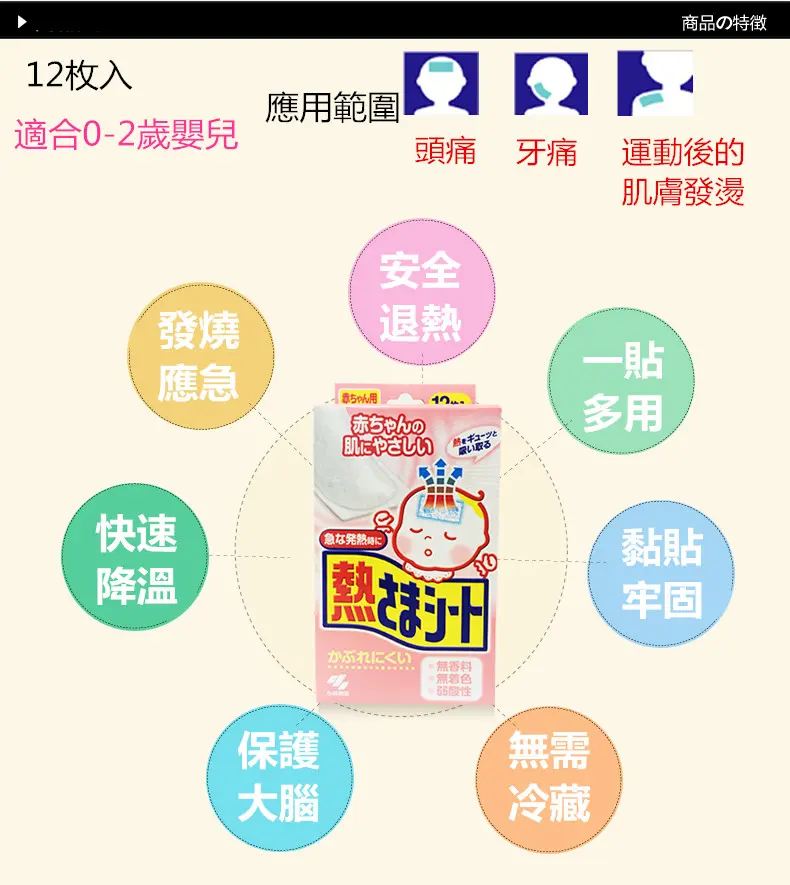 商品の特徵
12枚入
適合0-2歲嬰兒
應用範圍
頭痛
牙痛
運動後的
肌膚發燙
安全
退熱
發燒
應急
一貼
多用
快速
降溫
黏貼
牢固
保護
大腦
無需
冷藏
赤ちゃん用
赤ちゃんの
肌にやさしい
熱をギューッと
吸い取る
急な発熱時に
熱さまシート
かぶれにくい
無香料
無着色
弱酸性
小林製薬